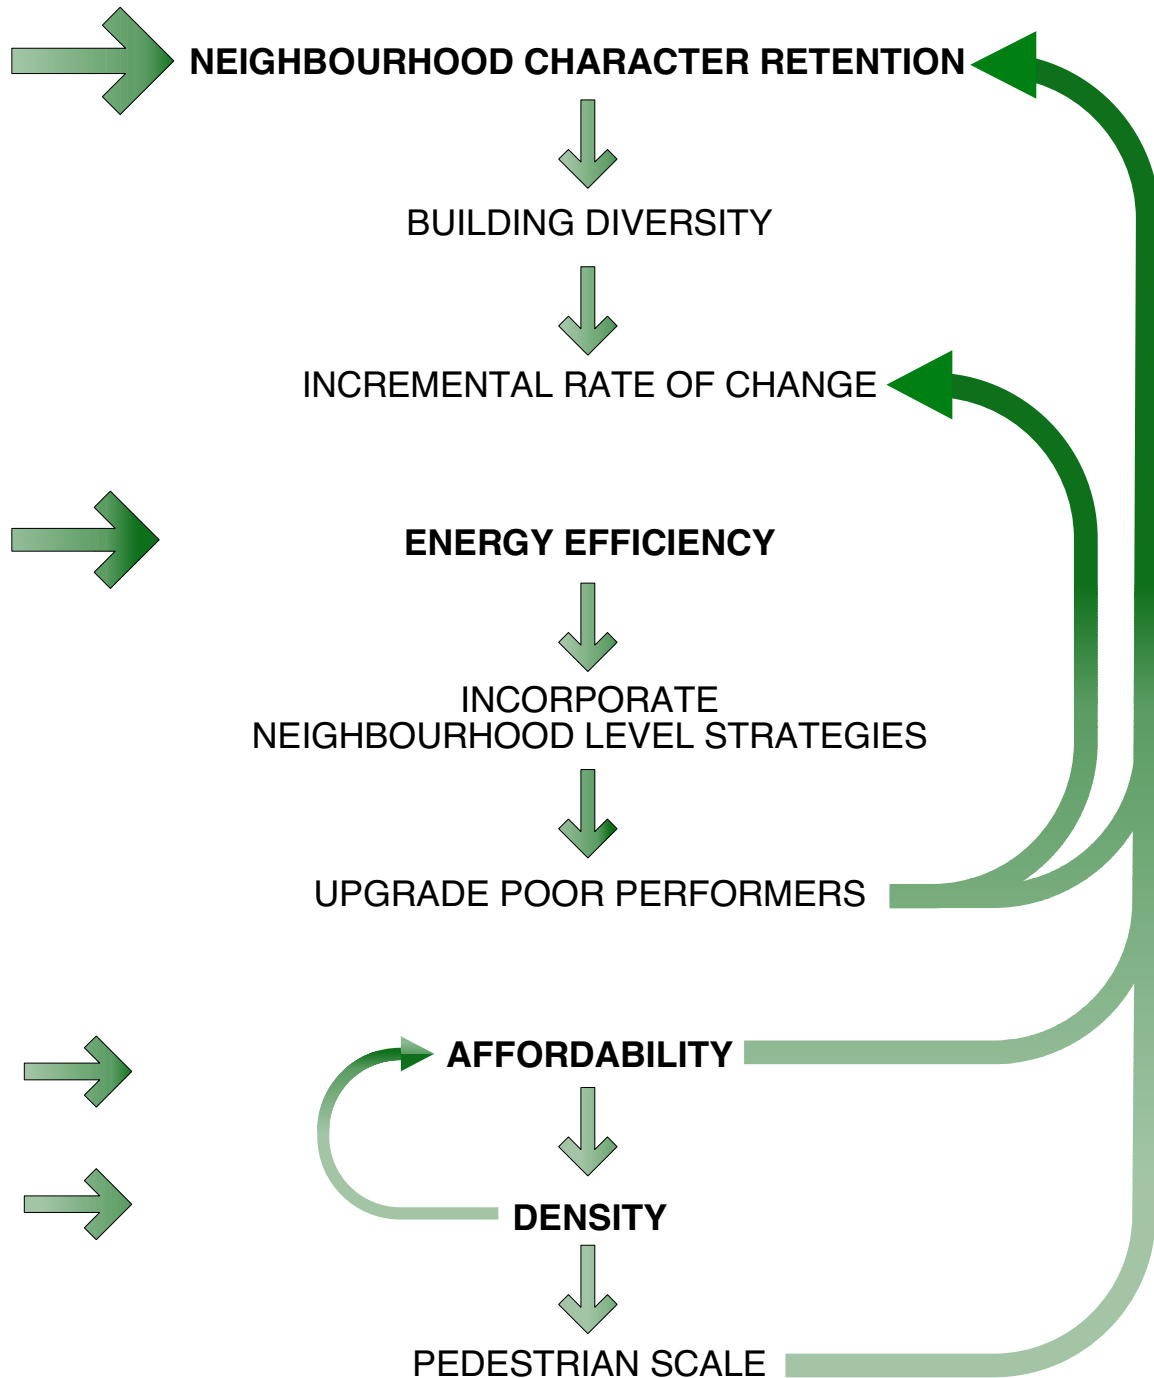 NEIGHBOURHOOD CHARACTER RETENTION
BUILDING DIVERSITY
INCREMENTAL RATE OF CHANGE
ENERGY EFFICIENCY
INCORPORATE
NEIGHBOURHOOD LEVEL STRATEGIES
UPGRADE POOR PERFORMERS
AFFORDABILITY
DENSITY
PEDESTRIAN SCALE